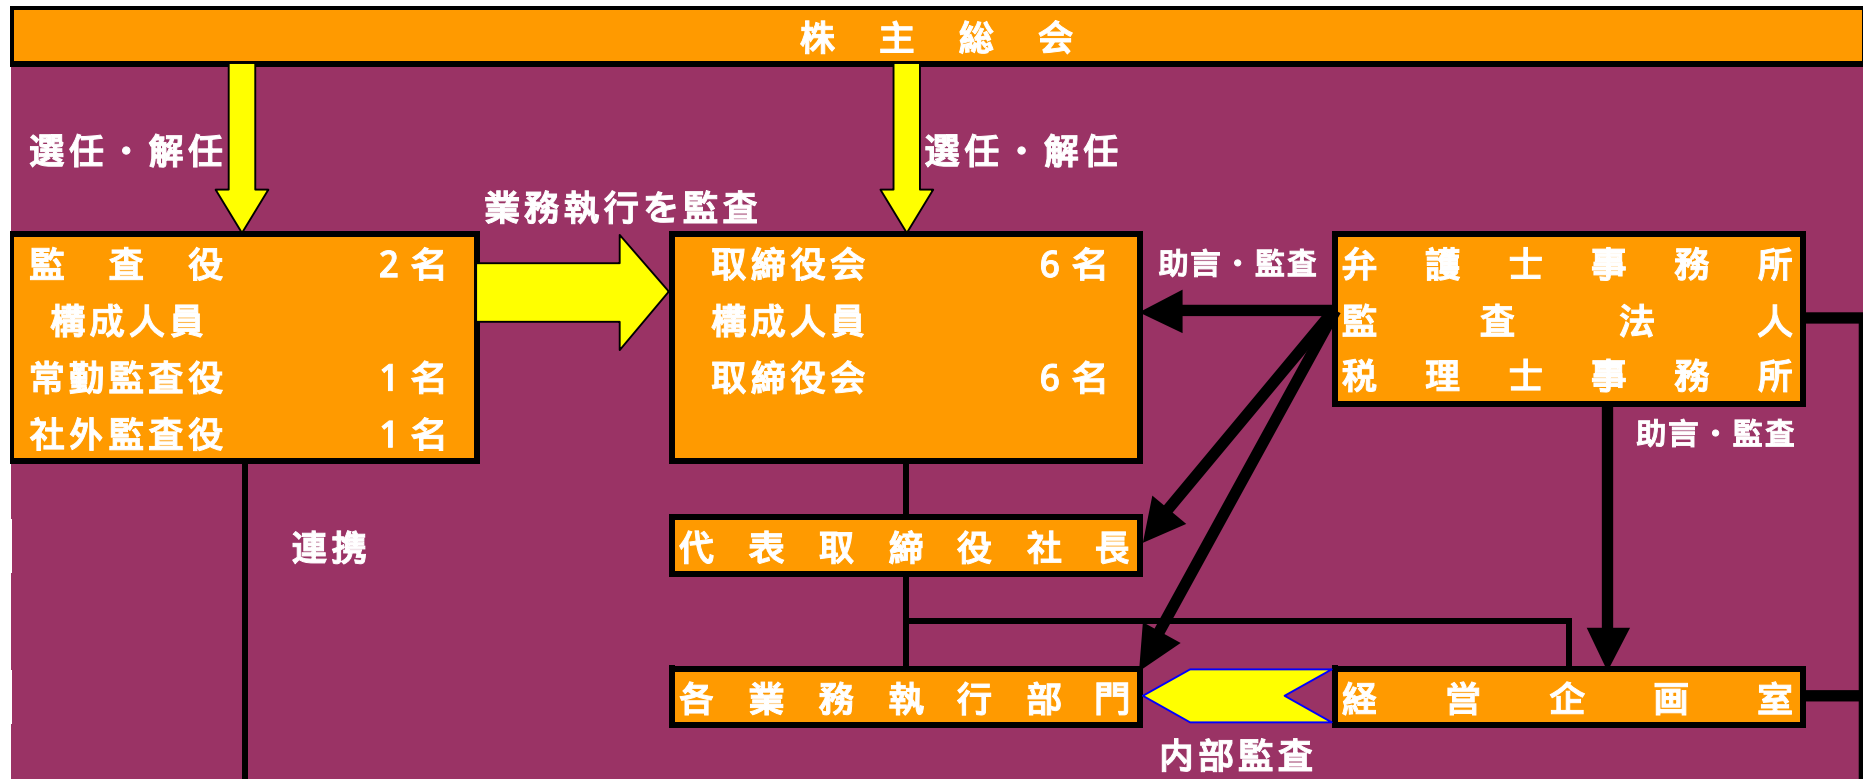 株主総会
選任・解任
選任・解任
業務執行を監査
監査役 2名
構成人員
常勤監査役 1名
社外監査役 1名
取締役会 6名
構成人員
取締役会 6名
助言・監査
弁護士事務所
監査法人
税理士事務所
助言・監査
連携
代表取締役社長
各業務執行部門
経営企画室
内部監査